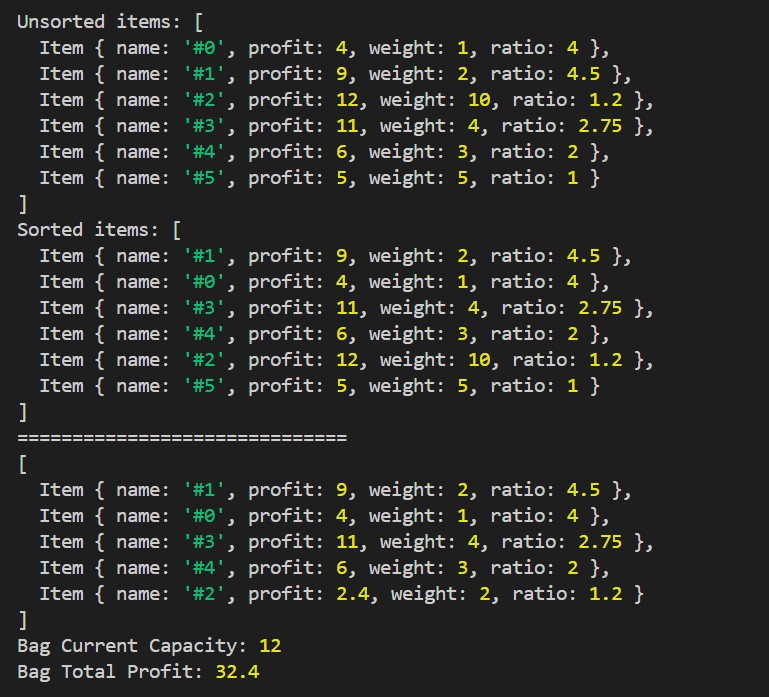 Unsorted items: [
  Item { name: '#0', profit: 4, weight: 1, ratio: 4 },
  Item { name: '#1', profit: 9, weight: 2, ratio: 4.5 },
  Item { name: '#2', profit: 12, weight: 10, ratio: 1.2 },
  Item { name: '#3', profit: 11, weight: 4, ratio: 2.75 },
  Item { name: '#4', profit: 6, weight: 3, ratio: 2 },
  Item { name: '#5', profit: 5, weight: 5, ratio: 1 }
]
Sorted items: [
  Item { name: '#1', profit: 9, weight: 2, ratio: 4.5 },
  Item { name: '#0', profit: 4, weight: 1, ratio: 4 },
  Item { name: '#3', profit: 11, weight: 4, ratio: 2.75 },
  Item { name: '#4', profit: 6, weight: 3, ratio: 2 },
  Item { name: '#2', profit: 12, weight: 10, ratio: 1.2 },
  Item { name: '#5', profit: 5, weight: 5, ratio: 1 }
]
==============================
[
  Item { name: '#1', profit: 9, weight: 2, ratio: 4.5 },
  Item { name: '#0', profit: 4, weight: 1, ratio: 4 },
  Item { name: '#3', profit: 11, weight: 4, ratio: 2.75 },
  Item { name: '#4', profit: 6, weight: 3, ratio: 2 },
  Item { name: '#2', profit: 2.4, weight: 2, ratio: 1.2 }
]
Bag Current Capacity: 12
Bag Total Profit: 32.4